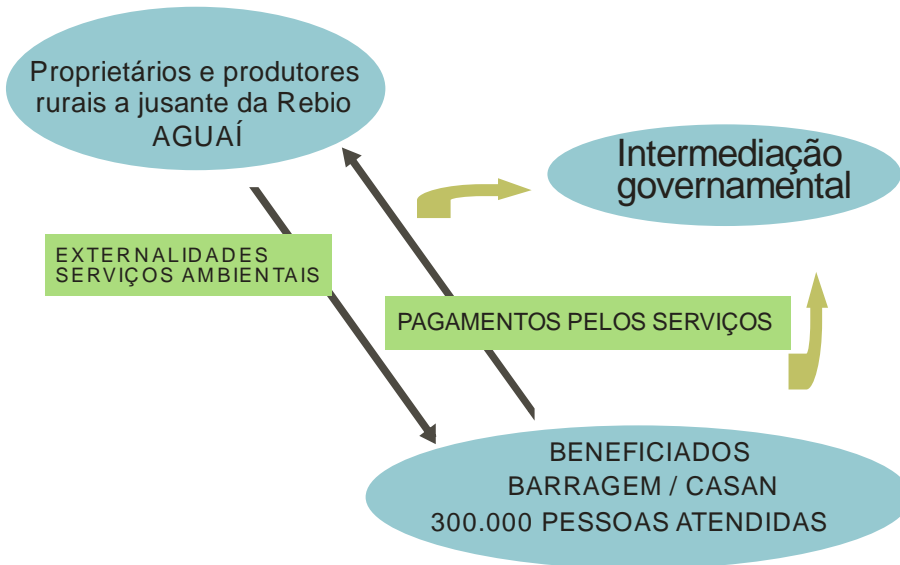 Proprietários e produtores
rurais a jusante da Rebio
AGUAÍ
Intermediação
governamental
EXTERNALIDADES
SERVIÇOS AMBIENTAIS
PAGAMENTOS PELOS SERVIÇOS
BENEFICIADOS
BARRAGEM / CASAN
300.000 PESSOAS ATENDIDAS